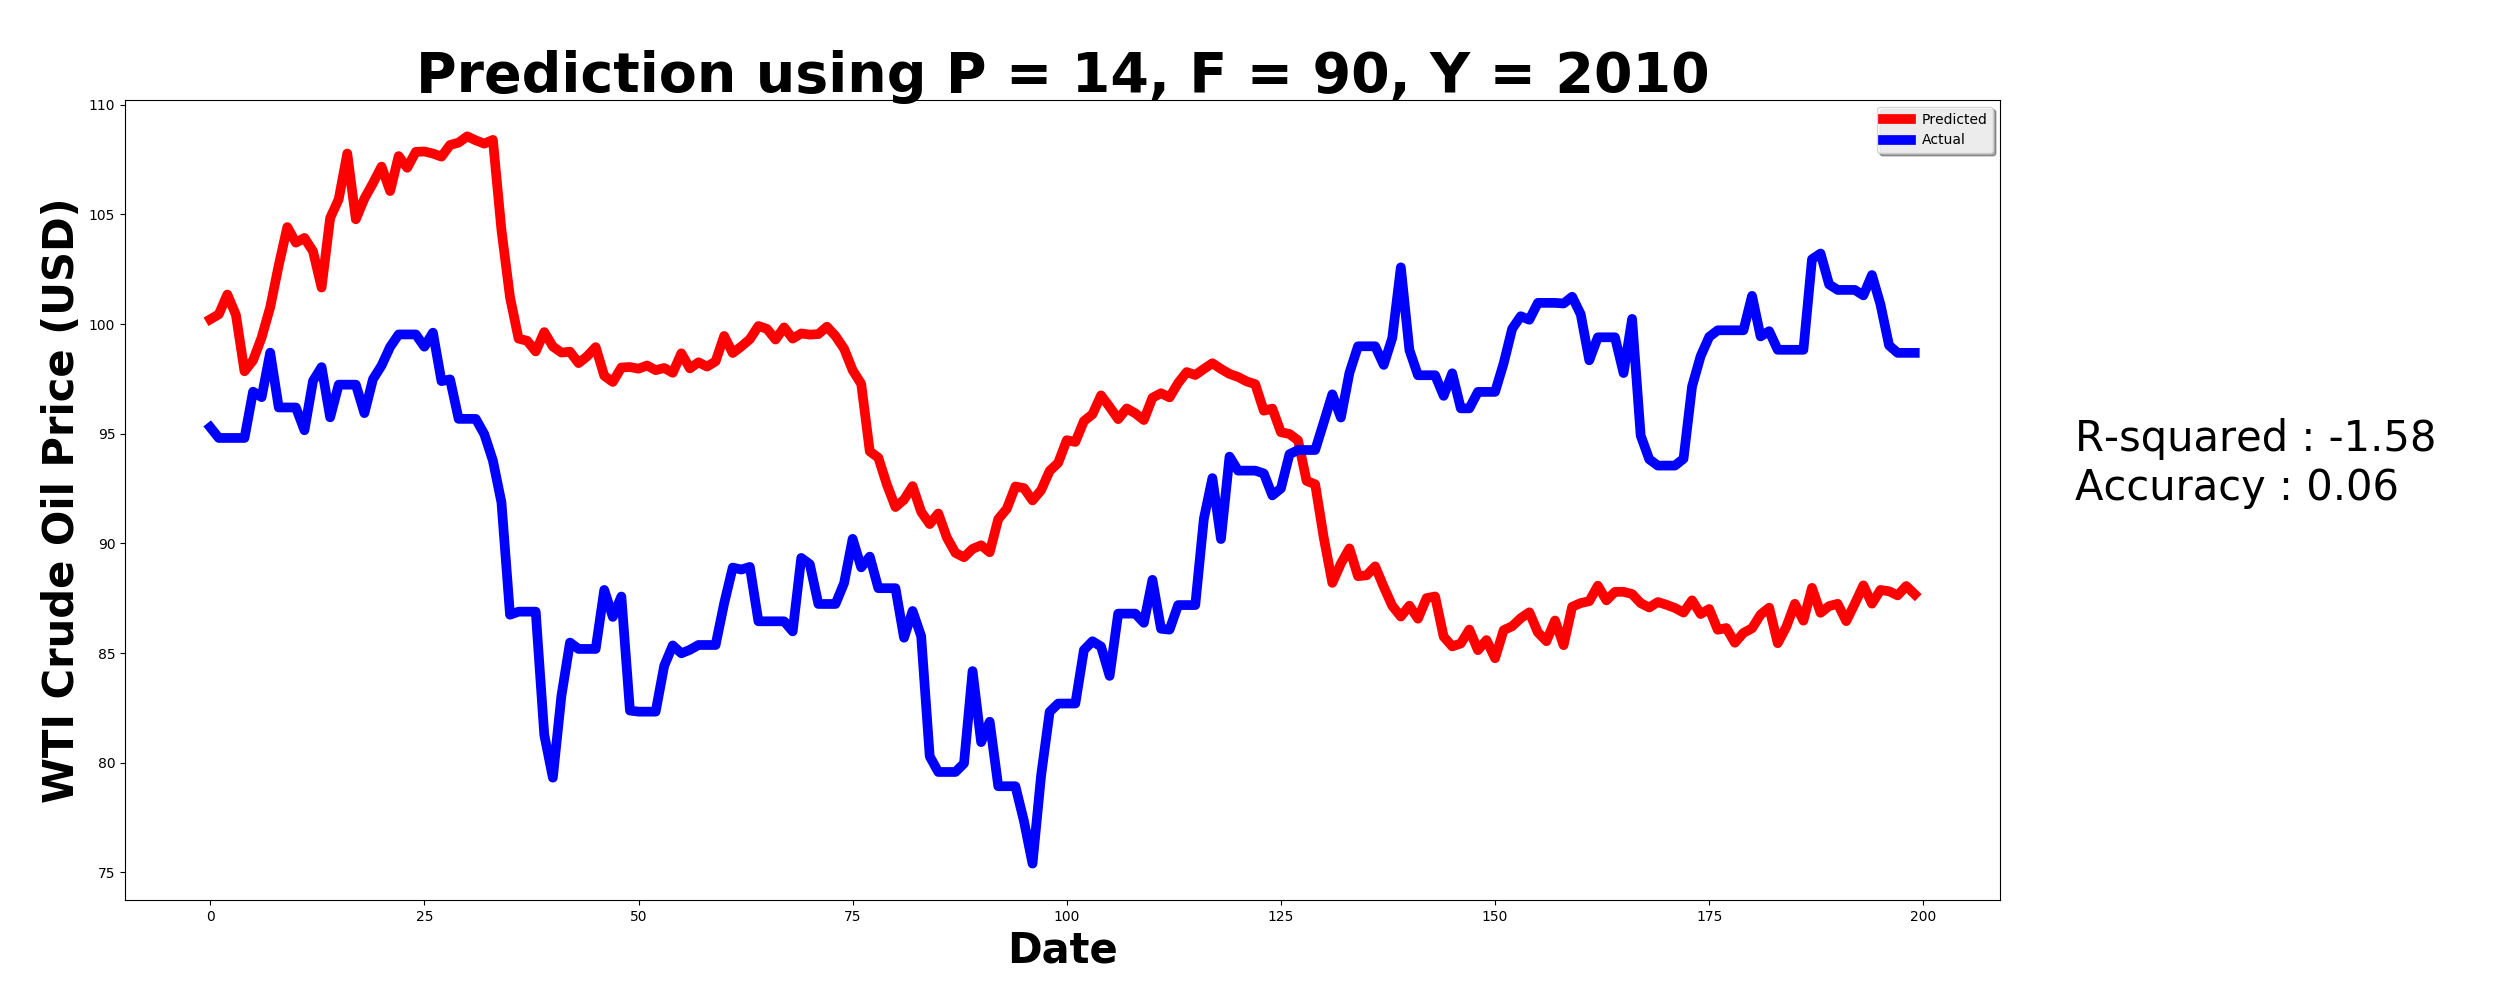 Prediction using P = 14, F = 90, Y = 2010
Predicted
Actual
WTI Crude Oil Price (USD)
110
105
100
95
90
85
80
75
0 25 50 75 100 125 150 175 200
Date
R-squared : -1.58
Accuracy : 0.06